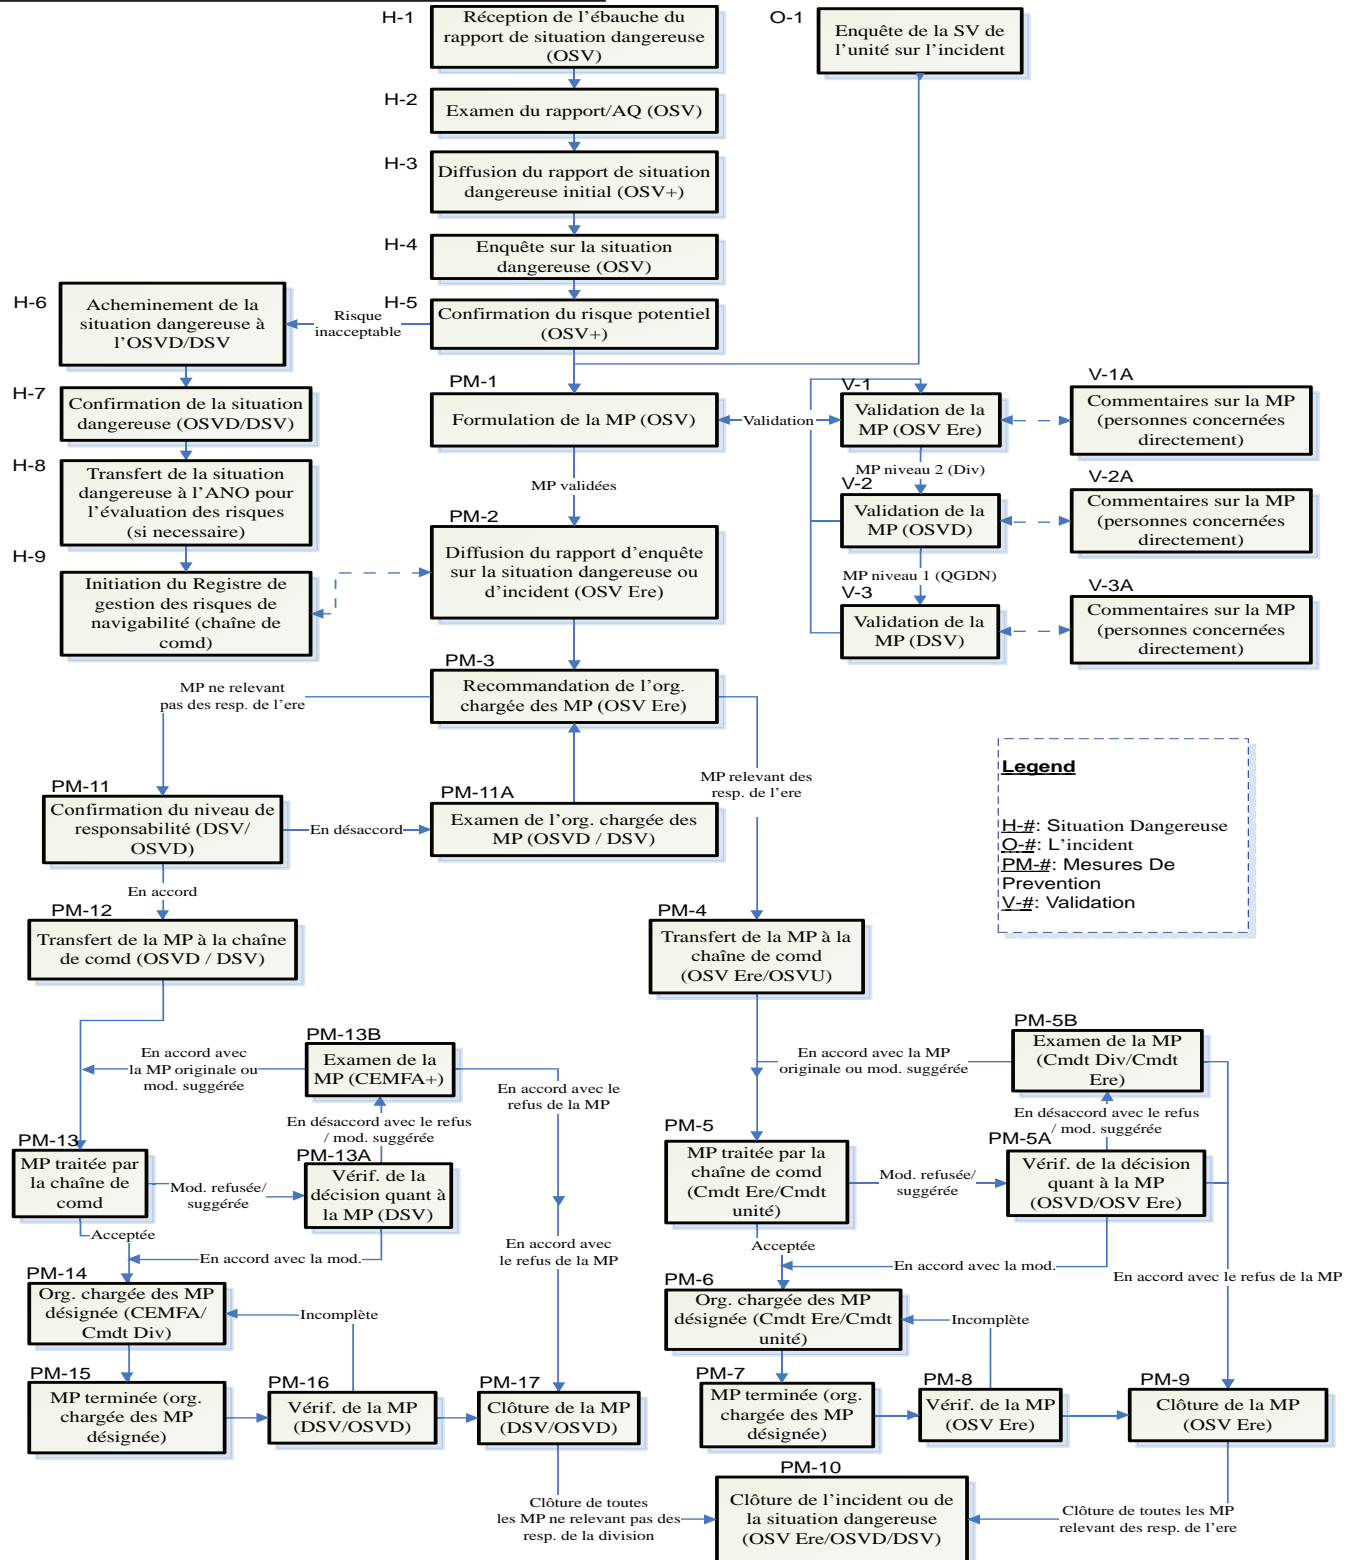 H-1
Réception de l'ébauche du
rapport de situation dangereuse
(OSV)
O-1
Enquête de la SV de
l'unité sur l'incident
H-2
Examen du rapport/AQ (OSV)
H-3
Diffusion du rapport de situation
dangereuse initial (OSV+)
H-4
Enquête sur la situation
dangereuse (OSV)
H-5
Confirmation du risque potentiel
(OSV+)
Risque
inacceptable
H-6
Acheminement de la
situation dangereuse à
l'OSVD/DSV
H-7
Confirmation de la situation
dangereuse (OSVD/DSV)
H-8
Transfert de la situation
dangereuse à l'ANO pour
l'évaluation des risques
(si necessaire)
H-9
Initiation du Registre de
gestion des risques de
navigabilité (chaîne de
comd)
PM-1
Formulation de la MP (OSV)
Validation
V-1
Validation de la
MP (OSV Ere)
V-1A
Commentaires sur la MP
(personnes concernées
directement)
MP niveau 2 (Div)
V-2
Validation de la
MP (OSVD)
V-2A
Commentaires sur la MP
(personnes concernées
directement)
MP niveau 1 (QGDN)
V-3
Validation de la
MP (DSV)
V-3A
Commentaires sur la MP
(personnes concernées
directement)
MP validées
PM-2
Diffusion du rapport d'enquête
sur la situation dangereuse ou
d'incident (OSV Ere)
PM-3
Recommandation de l'org.
chargée des MP (OSV Ere)
MP ne relevant
pas des resp. de l'ere
MP relevant des
resp. de l'ere
Legend
H-#: Situation Dangereuse
O-#: L'incident
PM-#: Mesures De
Prevention
V-#: Validation
PM-11
Confirmation du niveau de
responsabilité (DSV/
OSVD)
En désaccord
PM-11A
Examen de l'org. chargée des
MP (OSVD / DSV)
En accord
PM-12
Transfert de la MP à la chaîne
de comd (OSVD / DSV)
PM-4
Transfert de la MP à la
chaîne de comd
(OSV Ere/OSVU)
PM-13B
Examen de la
MP (CEMFA+)
En accord avec
la MP originale ou
mod. suggérée
En accord avec le
refus de la MP
En désaccord avec le refus
/ mod. suggérée
PM-13
MP traitée par
la chaîne de
comd
Mod. refusée/
suggérée
PM-13A
Vérif. de la
décision quant à
la MP (DSV)
Acceptée
En accord avec la mod.
En accord avec
le refus de la MP
PM-14
Org. chargée des MP
désignée (CEMFA/
Cmdt Div)
Incomplète
PM-15
MP terminée (org.
chargée des MP
désignée)
PM-16
Vérif. de la MP
(DSV/OSVD)
PM-17
Clôture de la MP
(DSV/OSVD)
PM-5B
Examen de la MP
(Cmdt Div/Cmdt
Ere)
En accord avec la MP
originale ou mod. suggérée
En désaccord avec le refus
/ mod. suggérée
PM-5
MP traitée par la
chaîne de comd
(Cmdt Ere/Cmdt
unité)
Mod. refusée/
suggérée
PM-5A
Vérif. de la décision
quant à la MP
(OSVD/OSV Ere)
Acceptée
En accord avec la mod.
En accord avec le refus de la MP
PM-6
Org. chargée des MP
désignée (Cmdt Ere/Cmdt
unité)
Incomplète
PM-7
MP terminée (org.
chargée des MP
désignée)
PM-8
Vérif. de la MP
(OSV Ere)
PM-9
Clôture de la MP
(OSV Ere)
PM-10
Clôture de l'incident ou de
la situation dangereuse
(OSV Ere/OSVD/DSV)
Clôture de toutes
les MP ne relevant pas des
resp. de la division
Clôture de toutes les MP
relevant des resp. de l'ere